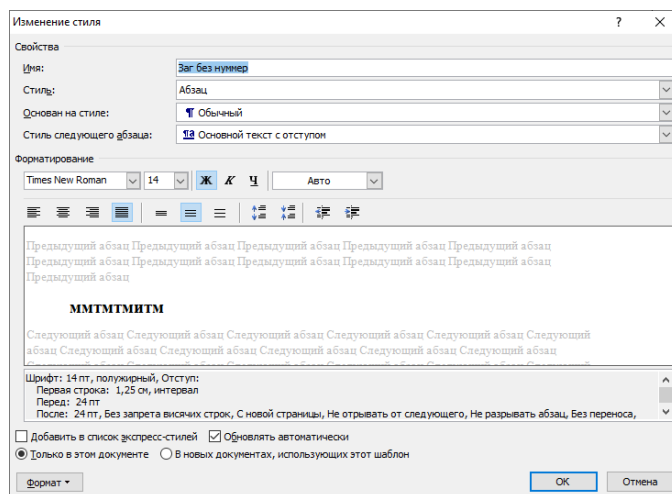 Изменение стиля ? ×
Свойства
Имя: Заг без нуммер
Стиль: Абзац
Основан на стиле: ¶ Обычный
Стиль следующего абзаца: ¶a Основной текст с отступом
Форматирование
Times New Roman 14 Ж К Ч Авто
Предыдущий абзац Предыдущий абзац Предыдущий абзац Предыдущий абзац Предыдущий абзац
Предыдущий абзац Предыдущий абзац Предыдущий абзац Предыдущий абзац Предыдущий абзац
Предыдущий абзац
ММТМТМИТМ
Следующий абзац Следующий абзац Следующий абзац Следующий абзац Следующий абзац Следующий
абзац Следующий абзац Следующий абзац Следующий абзац Следующий абзац Следующий абзац
Следующий абзац Следующий абзац Следующий абзац Следующий абзац Следующий абзац Следующий
Шрифт: 14 пт, полужирный, Отступ:
Первая строка: 1,25 см, интервал
Перед: 24 пт
После: 24 пт, Без запрета висячих строк, С новой страницы, Не отрывать от следующего, Не разрывать абзац, Без переноса,
Добавить в список экспресс-стилей Обновлять автоматически
Только в этом документе В новых документах, использующих этот шаблон
Формат ОК Отмена